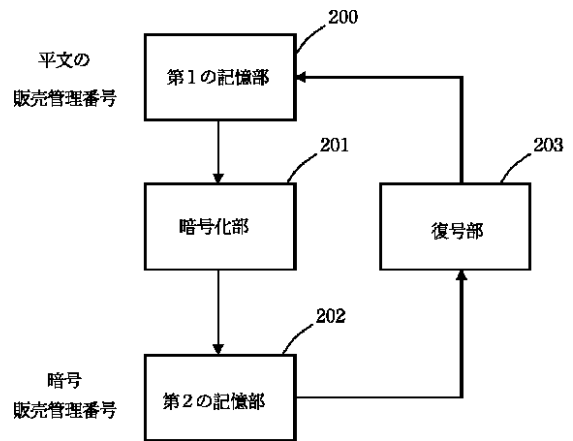 200
平文の
販売管理番号
第1の記憶部
201
203
暗号化部
復号部
202
暗号
販売管理番号
第2の記憶部